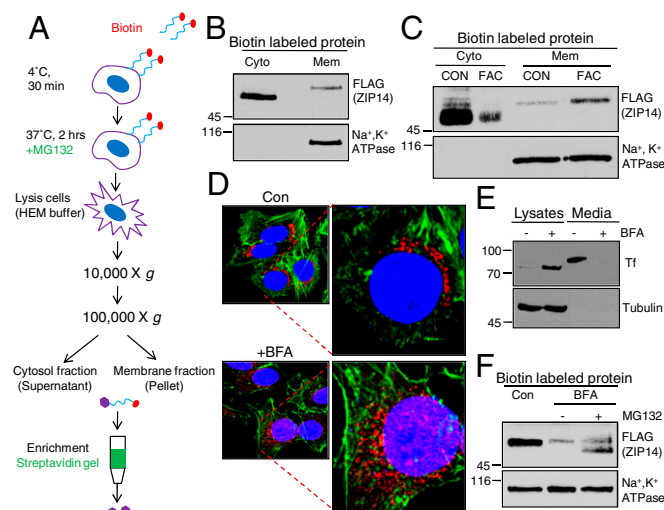 A
Biotin
4°C,
30 min
37°C, 2 hrs
+MG132
Lysis cells
(HEM buffer)
10,000 X g
100,000 X g
Cytosol fraction
(Supernatant)
Membrane fraction
(Pellet)
Enrichment
Streptavidin gel
B
Biotin labeled protein
Cyto Mem
FLAG
(ZIP14)
45
116
Na+,K+
ATPase
C
Biotin labeled protein
Cyto Mem
CON FAC CON FAC
FLAG
(ZIP14)
45
116
Na+, K+
ATPase
D
Con
+BFA
E
Lysates Media
- + - + BFA
100
70
Tf
Tubulin
45
F
Biotin labeled protein
Con BFA
- + MG132
FLAG
(ZIP14)
45
116
Na+,K+
ATPase